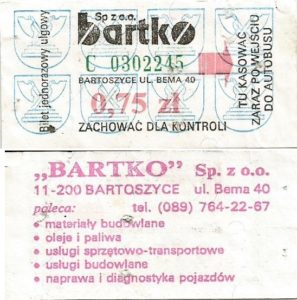 Bilet jednorazowy ulgowy
Sp z o.o.
bartko
C 0302245
BARTOSZYCE UL. BEMA 40
0,75 zł
ZACHOWAĆ DLA KONTROLI
TU KASOWAĆ
ZARAZ PO WEJŚCIU
DO AUTOBUSU
„BARTKO” Sp. z o.o.
11-200 BARTOSZYCE ul. Bema 40
poleca: tel. (089) 764-22-67
• materiały budowlane
• oleje i paliwa
• usługi sprzętowo-transportowe
• usługi budowlane
• naprawa i diagnostyka pojazdów